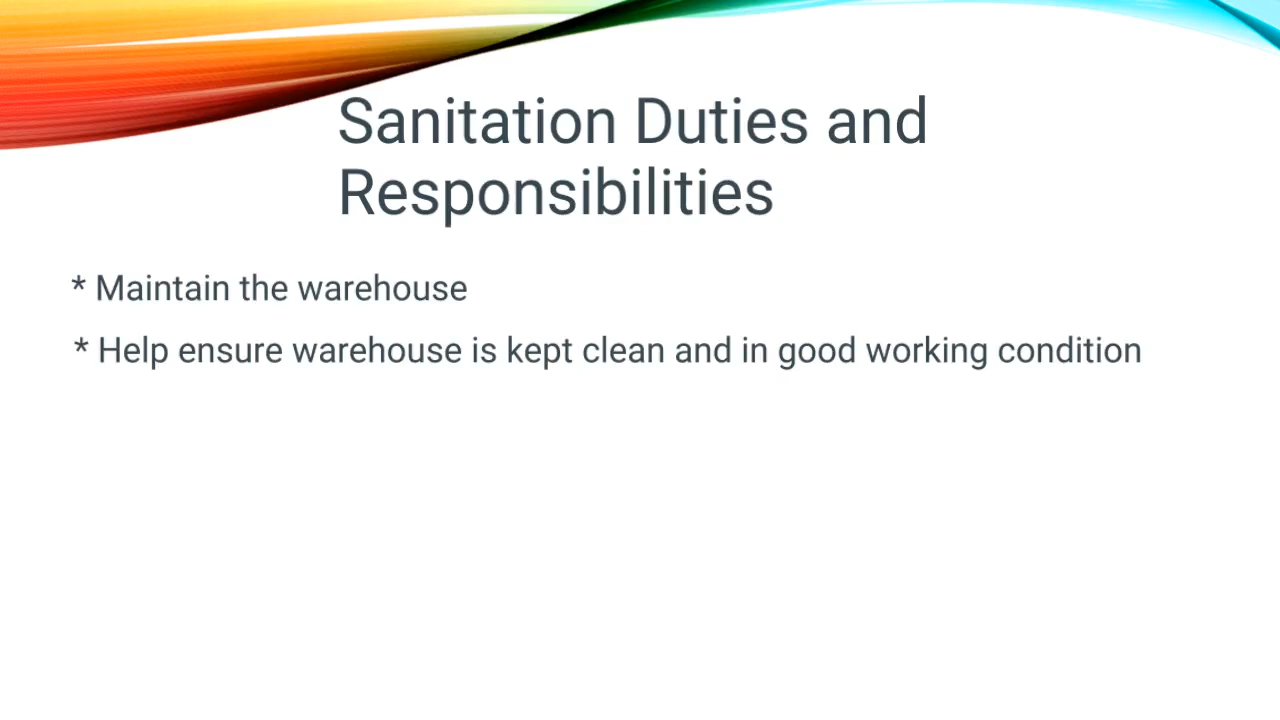 Sanitation Duties and
Responsibilities
* Maintain the warehouse
* Help ensure warehouse is kept clean and in good working condition